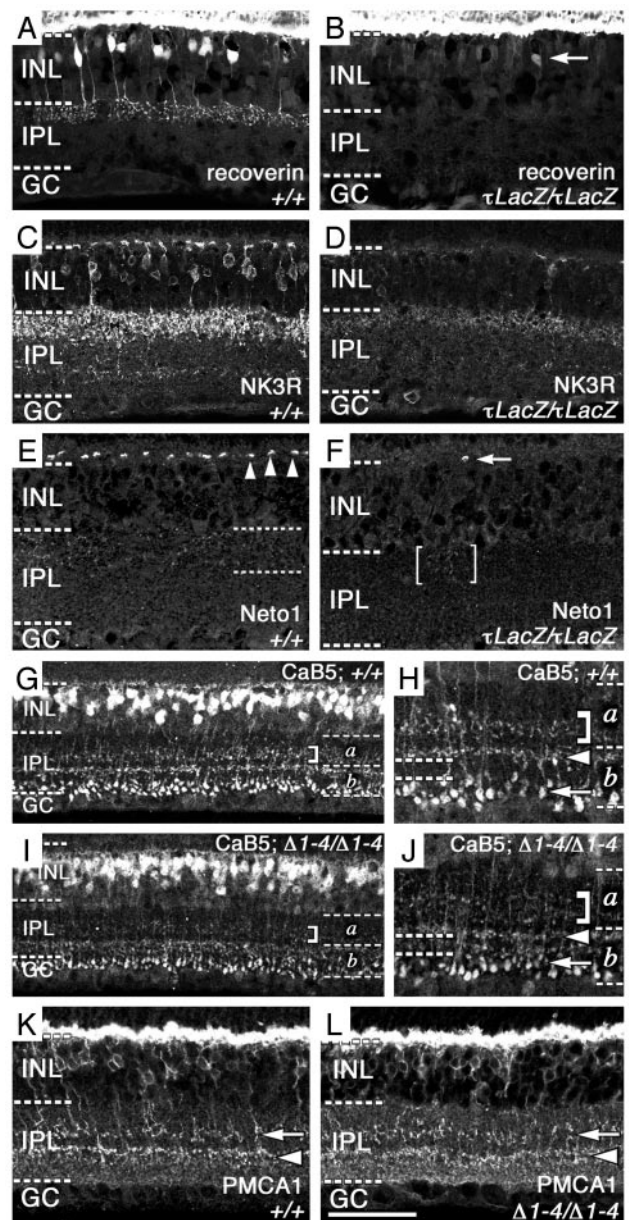 A
INL
IPL
GC
recoverin
+/+
B
INL
IPL
GC
recoverin
τLacZ/τLacZ
C
INL
IPL
GC
NK3R
+/+
D
INL
IPL
GC
NK3R
τLacZ/τLacZ
E
INL
IPL
GC
Neto1
+/+
F
INL
IPL
Neto1
τLacZ/τLacZ
G
CaB5; +/+
INL
IPL
GC
a
b
H
CaB5; +/+
a
b
I
CaB5; Δ1-4/Δ1-4
INL
IPL
GC
a
b
J
CaB5; Δ1-4/Δ1-4
a
b
K
INL
IPL
GC
PMCA1
+/+
L
INL
IPL
GC
PMCA1
Δ1-4/Δ1-4